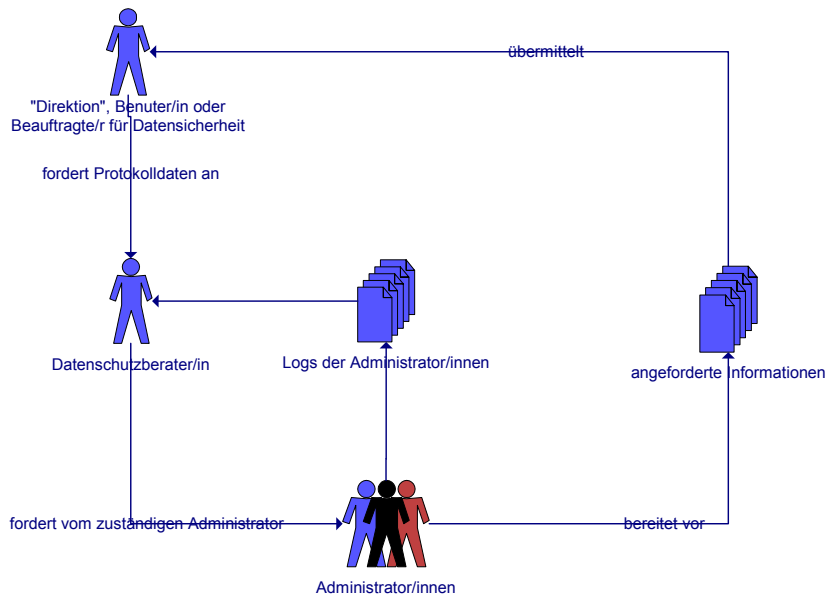 übermittelt
"Direktion", Benuter/in oder
Beauftragte/r für Datensicherheit
fordert Protokolldaten an
Datenschutzberater/in
Logs der Administrator/innen
angeforderte Informationen
fordert vom zuständigen Administrator
bereitet vor
Administrator/innen